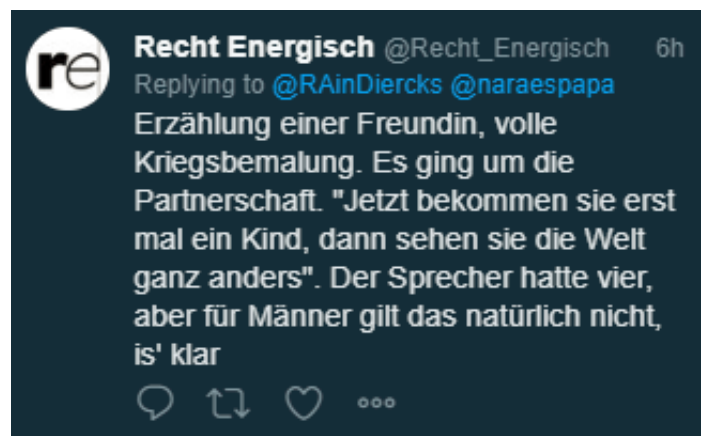 re
Recht Energisch @Recht_Energisch 6h
Replying to @RAinDiercks @naraespapa
Erzählung einer Freundin, volle
Kriegsbemalung. Es ging um die
Partnerschaft. "Jetzt bekommen sie erst
mal ein Kind, dann sehen sie die Welt
ganz anders". Der Sprecher hatte vier,
aber für Männer gilt das natürlich nicht,
is' klar